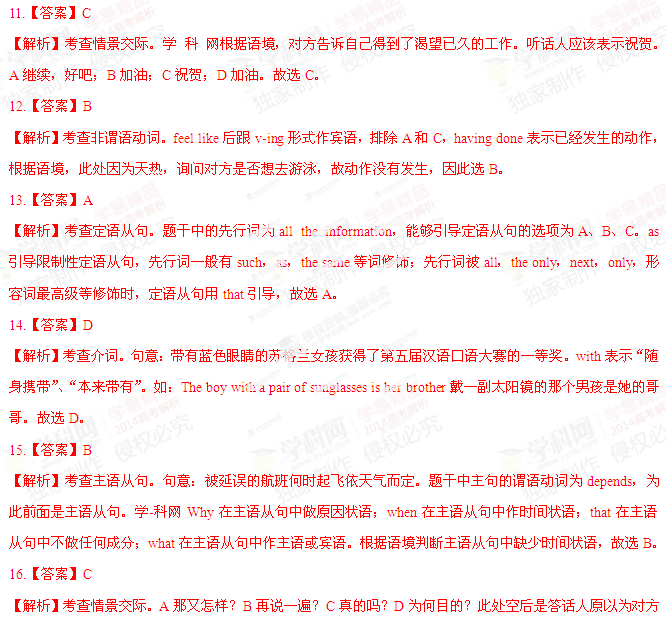 11.【答案】C
【解析】考查情景交际。学 科 网根据语境，对方告诉自己得到了渴望已久的工作。听话人应该表示祝贺。
A 继续，好吧；B 加油；C 祝贺；D 加油。故选 C。
12.【答案】B
【解析】考查非谓语动词。feel like 后跟 v-ing 形式作宾语，排除 A 和 C，having done 表示已经发生的动作，
根据语境，此处因为天热，询问对方是否想去游泳，故动作没有发生，因此选 B。
13.【答案】A
【解析】考查定语从句。题干中的先行词为 all the information，能够引导定语从句的选项为 A、B、C。as
引导限制性定语从句，先行词一般有 such，as，the same 等词修饰；先行词被 all，the only，next，only，形
容词最高级等修饰时，定语从句用 that 引导，故选 A。
14.【答案】D
【解析】考查介词。句意：带有蓝色眼睛的苏格兰女孩获得了第五届汉语口语大赛的一等奖。with 表示“随
身携带”、“本来带有”。如：The boy with a pair of sunglasses is her brother 戴一副太阳镜的那个男孩是她的哥
哥。故选 D。
15.【答案】B
【解析】考查主语从句。句意：被延误的航班何时起飞依天气而定。题干中主句的谓语动词为 depends，为
此前面是主语从句。学-科网 Why 在主语从句中做原因状语；when 在主语从句中作时间状语；that 在主语
从句中不做任何成分；what 在主语从句中作主语或宾语。根据语境判断主语从句中缺少时间状语，故选 B。
16.【答案】C
【解析】考查情景交际。A 那又怎样？B 再说一遍？C 真的吗？D 为何目的？此处空后是答话人原以为对方